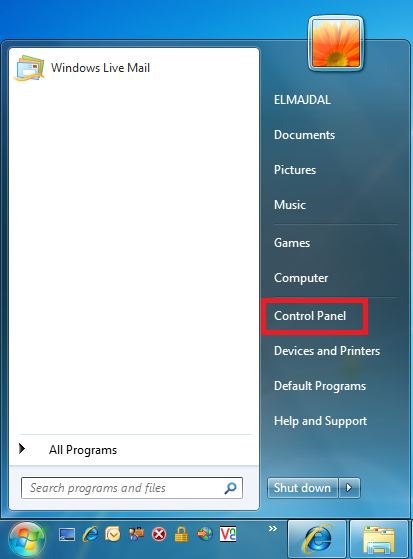 Windows Live Mail
ELMAJDAL
Documents
Pictures
Music
Games
Computer
Control Panel
Devices and Printers
Default Programs
Help and Support
All Programs
Search programs and files
Shut down